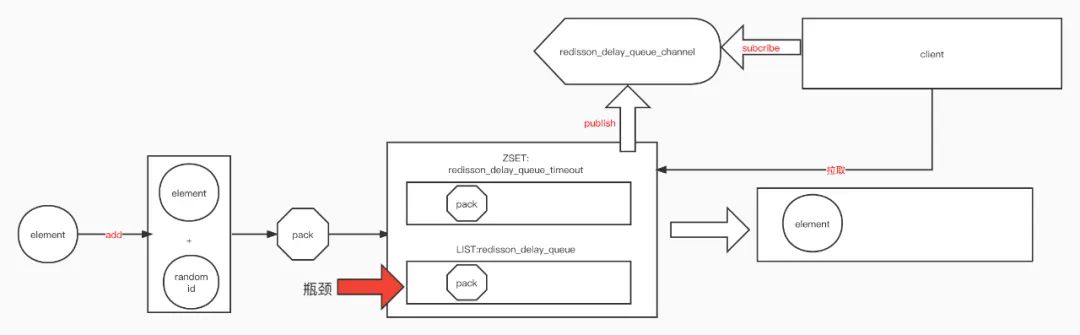 redisson_delay_queue_channel
subcribe
client
publish
ZSET:
redisson_delay_queue_timeout
拉取
element
pack
element
element
add
+
pack
random
id
LIST:redisson_delay_queue
瓶颈
pack